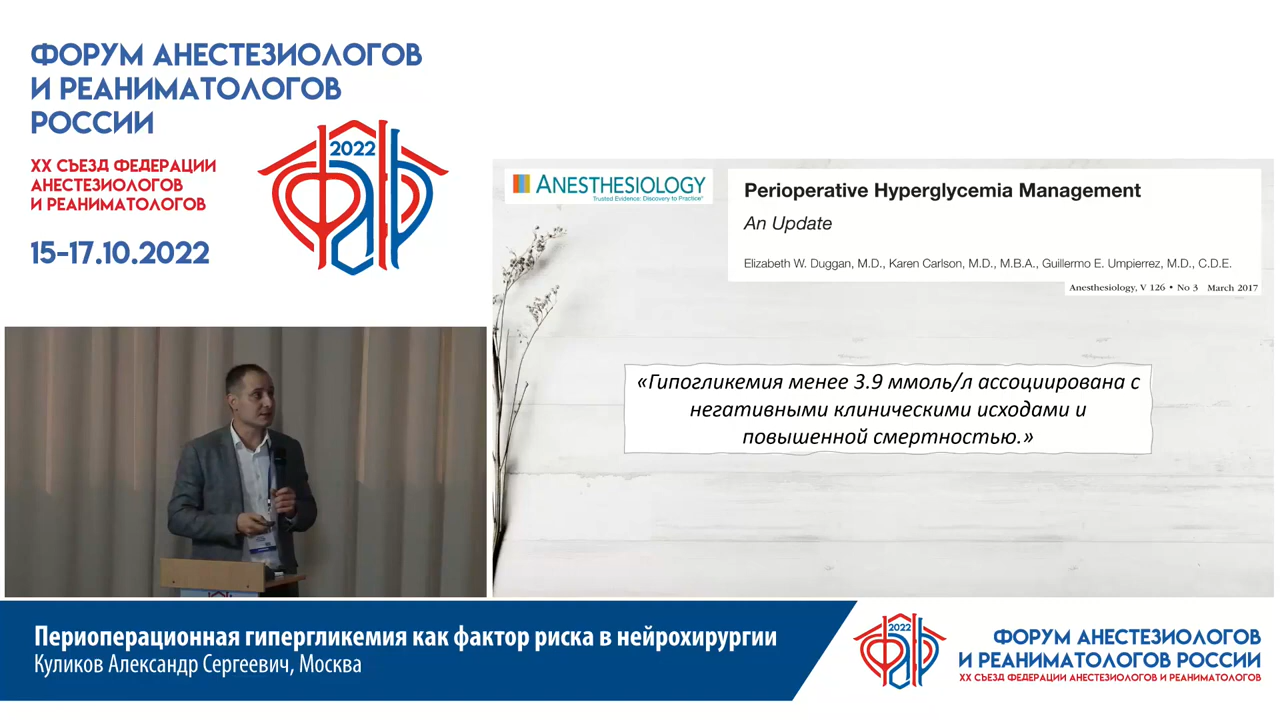 ФОРУМ АНЕСТЕЗИОЛОГОВ
И РЕАНИМАТОЛОГОВ
РОССИИ
XX СЪЕЗД ФЕДЕРАЦИИ
АНЕСТЕЗИОЛОГОВ
И РЕАНИМАТОЛОГОВ
15-17.10.2022
2022
ANESTHESIOLOGY
Trusted Evidence: Discovery to Practice®
Perioperative Hyperglycemia Management
An Update
Elizabeth W. Duggan, M.D., Karen Carlson, M.D., M.B.A., Guillermo E. Umpierrez, M.D., C.D.E.
Anesthesiology, V 126 • No 3 March 2017
«Гипогликемия менее 3.9 ммоль/л ассоциирована с
негативными клиническими исходами и
повышенной смертностью.»
Периоперационная гипергликемия как фактор риска в нейрохирургии
Куликов Александр Сергеевич, Москва
2022
ФОРУМ АНЕСТЕЗИОЛОГОВ
И РЕАНИМАТОЛОГОВ РОССИИ
XX СЪЕЗД ФЕДЕРАЦИИ АНЕСТЕЗИОЛОГОВ И РЕАНИМАТОЛОГОВ